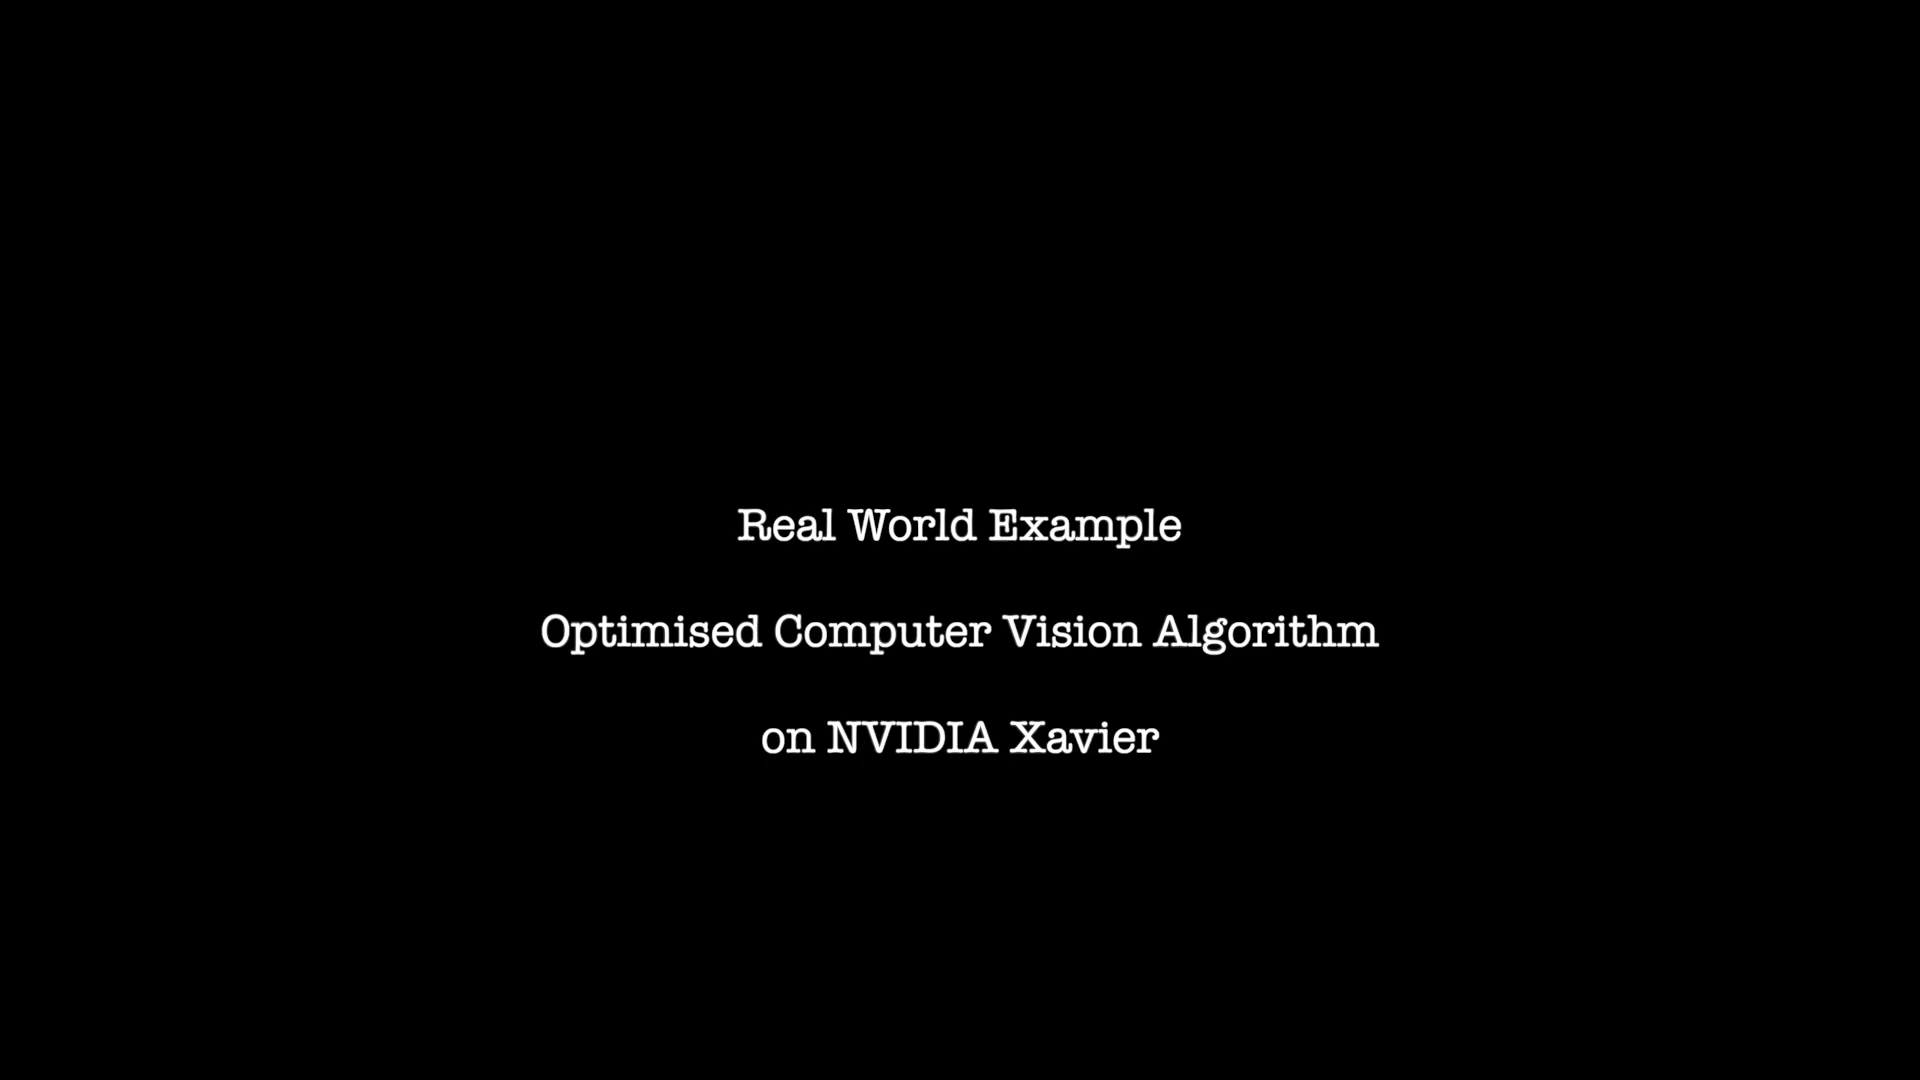 Real World Example
Optimised Computer Vision Algorithm
on NVIDIA Xavier